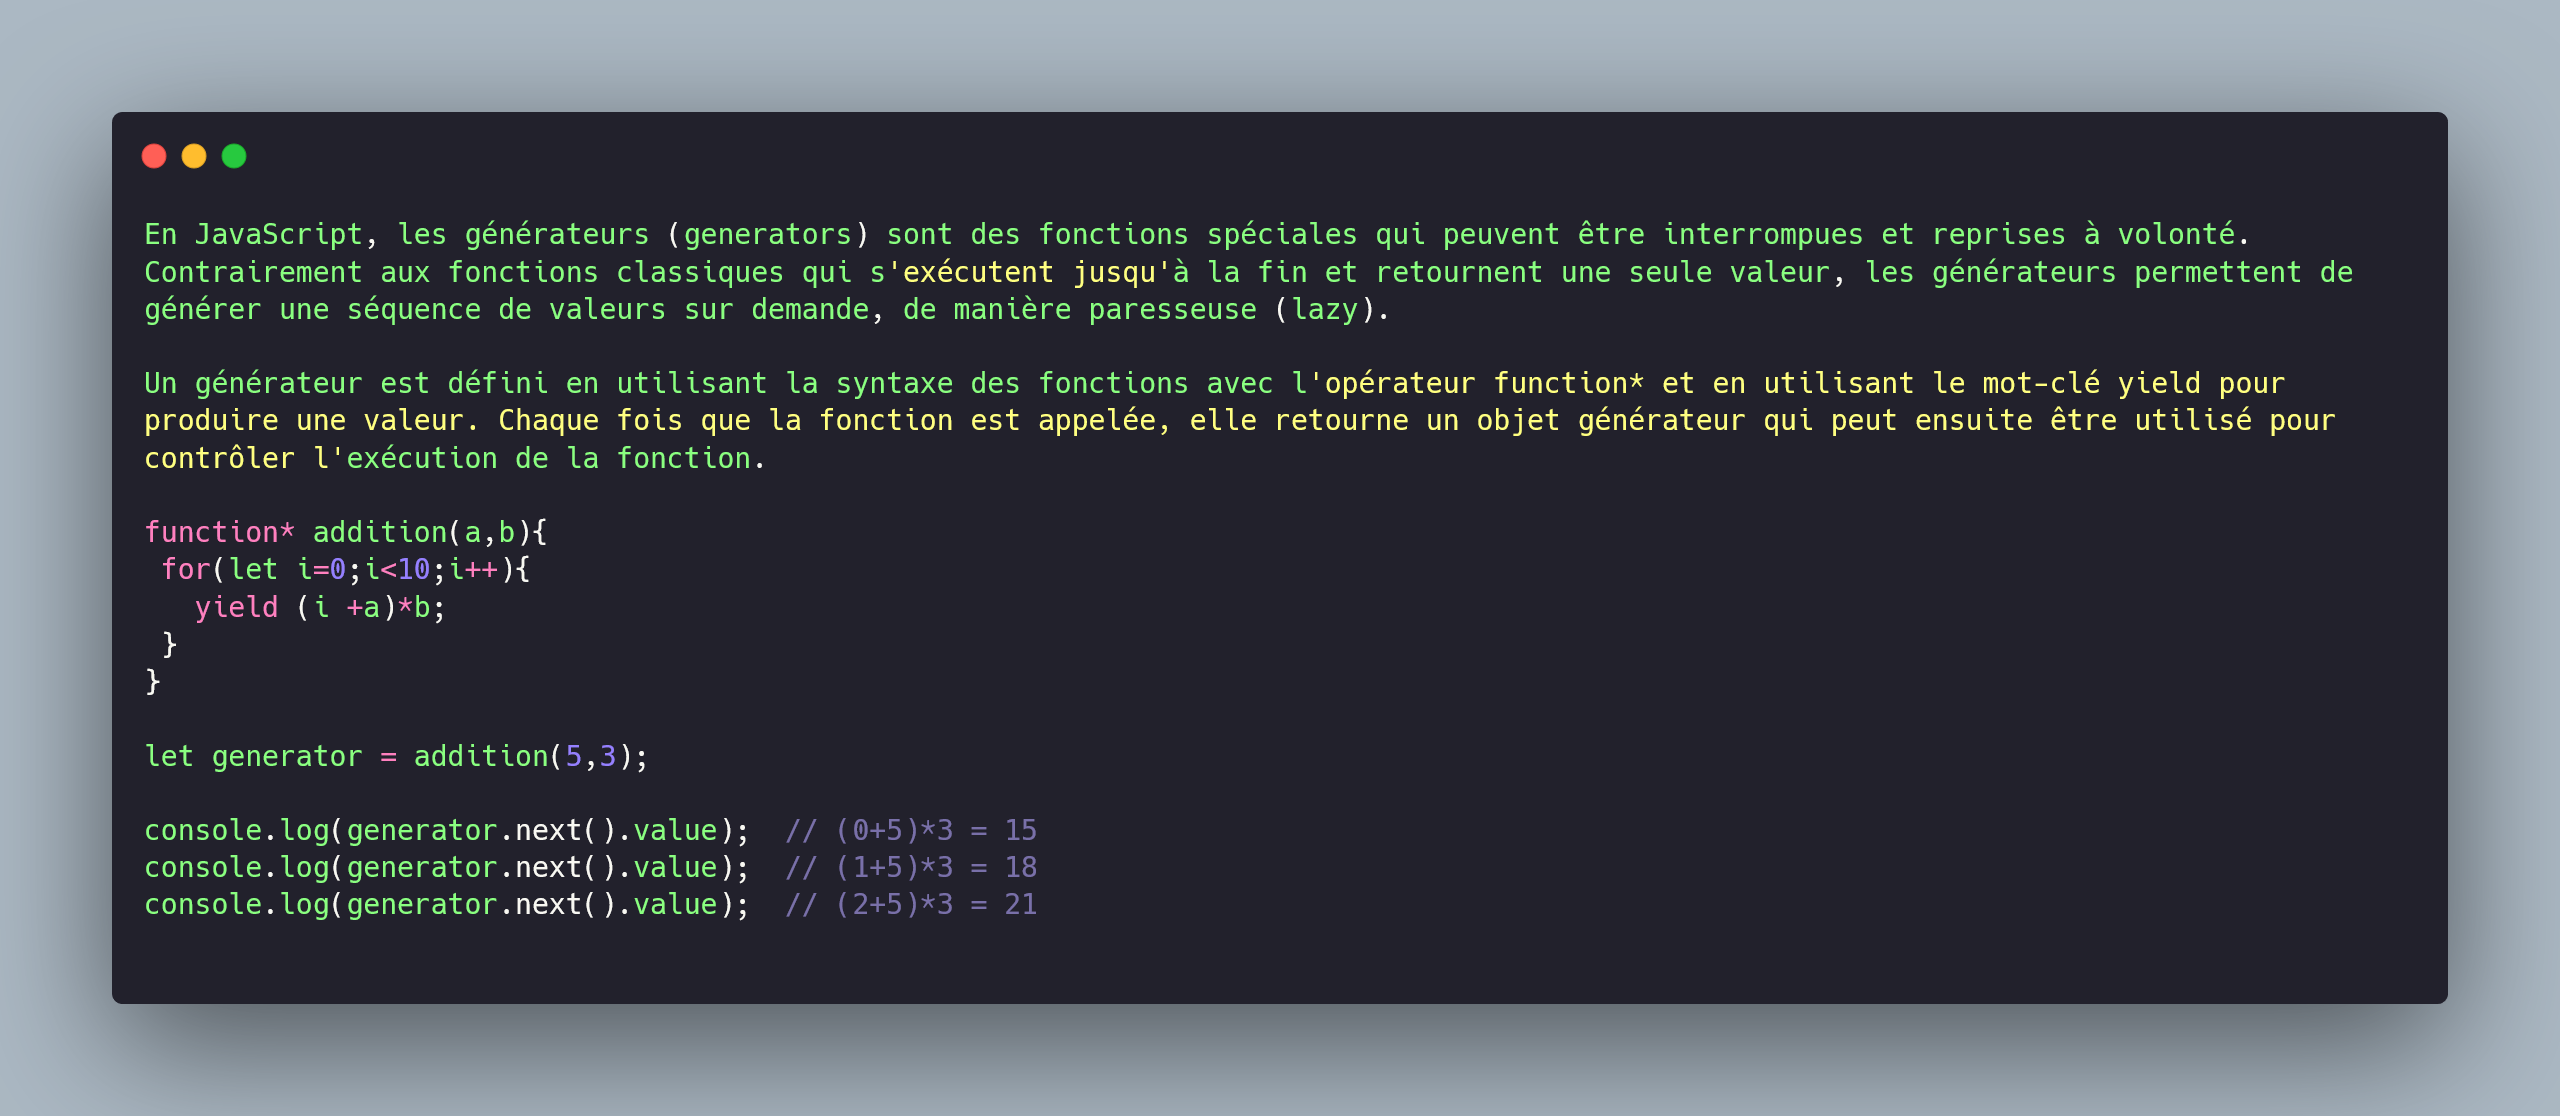 En JavaScript, les générateurs (generators) sont des fonctions spéciales qui peuvent être interrompues et reprises à volonté.
Contrairement aux fonctions classiques qui s'exécutent jusqu'à la fin et retournent une seule valeur, les générateurs permettent de
générer une séquence de valeurs sur demande, de manière paresseuse (lazy).

Un générateur est défini en utilisant la syntaxe des fonctions avec l'opérateur function* et en utilisant le mot-clé yield pour
produire une valeur. Chaque fois que la fonction est appelée, elle retourne un objet générateur qui peut ensuite être utilisé pour
contrôler l'exécution de la fonction.

function* addition(a,b){
 for(let i=0;i<10;i++){
   yield (i +a)*b;
 }
}

let generator = addition(5,3);

console.log(generator.next().value);  // (0+5)*3 = 15
console.log(generator.next().value);  // (1+5)*3 = 18
console.log(generator.next().value);  // (2+5)*3 = 21